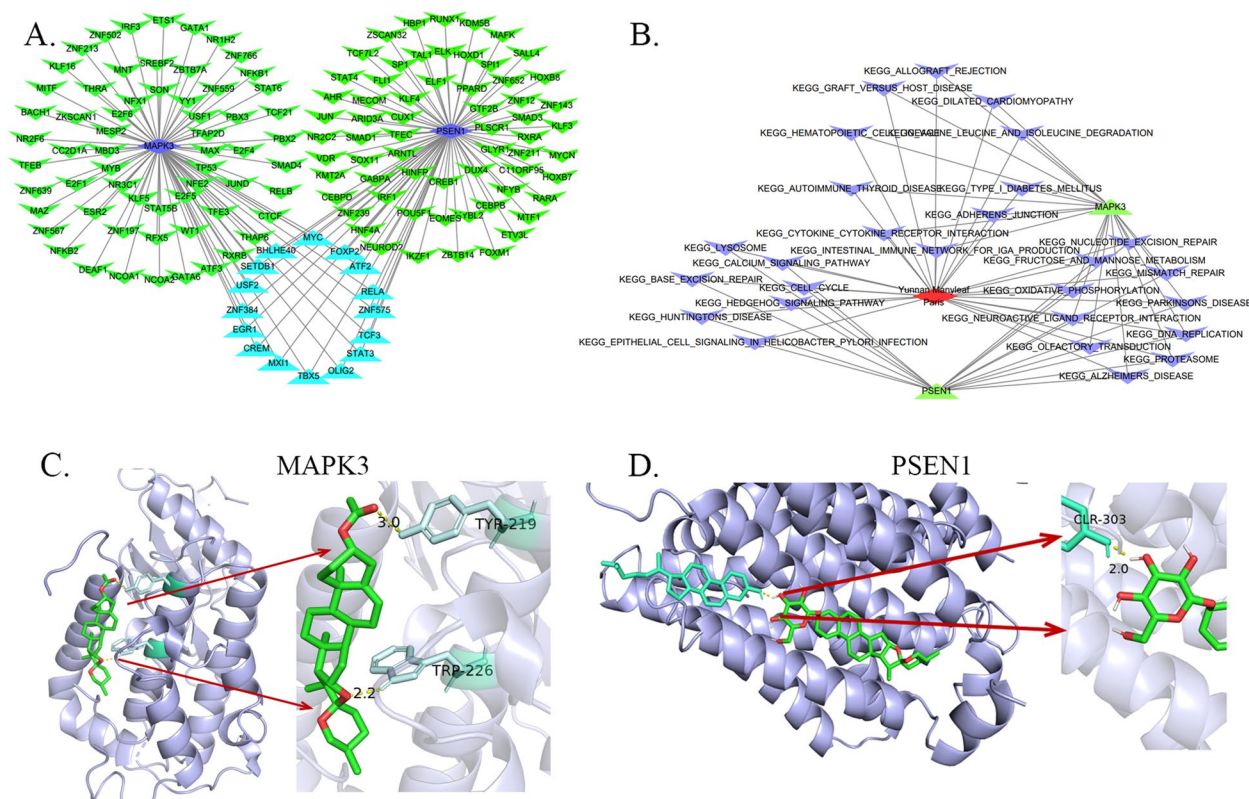 A.
ETS1
IRF3
GATA1
ZNF502
NR1H2
ZNF213
SREBF2
ZNF766
KLF16
MNT
ZBTB7A
NFKB1
MITF
THRA
SON
ZNF559
STAT6
NFX1
YY1
BACH1
ZKSCAN1
E2F6
USF1
PBX3
TCF21
MESP2
TFAP2D
NR2F6
CC2D1A
MBD3
MAPK3
MAX
E2F4
PBX2
TFEB
MYB
TP53
SMAD4
ZNF639
E2F1
NR3C1
NFE2
JUND
RELB
KLF5
E2F5
MAZ
ESR2
STAT5B
TFE3
CTCF
ZNF567
ZNF197
RFX5
WT1
THAP6
NFKB2
RXRB
DEAF1
NCOA1
NCOA2
GATA6
ATF3
HBP1
RUNX1
KDM5B
ZSCAN32
MAFK
TCF7L2
TAL1
ELK
HOXD1
SALL4
SP1
SPI1
STAT4
FLI1
ELF1
ZNF652
HOXB8
AHR
MECOM
KLF4
PPARD
ZNF12
ZNF143
JUN
ARID3A
CUX1
GTF2B
SMAD3
NR2C2
SMAD1
TFEC
PSEN1
PLSCR1
KLF3
RXRA
VDR
SOX11
ARNTL
GLYR1
ZNF211
MYCN
KMT2A
GABPA
HINFP
DUX4
C11ORF95
HOXB7
CEBPD
IRF1
CREB1
NFYB
RARA
ZNF239
POU5F1
CEBPB
EOMES
YBL2
MTF1
HNF4A
NEUROD2
ETV3L
IKZF1
ZBTB14
FOXM1
MYC
BHLHE40
FOXP2
SETDB1
ATF2
USF2
RELA
ZNF384
ZNF575
EGR1
TCF3
CREM
STAT3
MXI1
OLIG2
TBX5
B.
KEGG_ALLOGRAFT_REJECTION
KEGG_GRAFT_VERSUS_HOST_DISEASE
KEGG_DILATED_CARDIOMYOPATHY
_LEUCINE_AND_ISOLEUCINE_DEGRADATION
KEGG_AUTOIMMUNE_THYROID_DISEASE
KEGG_TYPE_I_DIABETES_MELLITUS
MAPK3
KEGG_ADHERENS_JUNCTION
KEGG_CYTOKINE_CYTOKINE_RECEPTOR_INTERACTION
KEGG_LYSOSOME
KEGG_INTESTINAL_IMMUNE_NETWORK_FOR_IGA_PRODUCTION
KEGG_NUCLEOTIDE_EXCISION_REPAIR
KEGG_CALCIUM_SIGNALING_PATHWAY
KEGG_FRUCTOSE_AND_MANNOSE_METABOLISM
KEGG_BASE_EXCISION_REPAIR
KEGG_MISMATCH_REPAIR
KEGG_CELL_CYCLE
Yunnan Manyleaf
Paris
KEGG_OXIDATIVE_PHOSPHORYLATION
KEGG_HEDGEHOG_SIGNALING_PATHWAY
KEGG_PARKINSONS_DISEASE
KEGG_HUNTINGTONS_DISEASE
KEGG_NEUROACTIVE_LIGAND_RECEPTOR_INTERACTION
KEGG_DNA_REPLICATION
KEGG_EPITHELIAL_CELL_SIGNALING_IN_HELICOBACTER_PYLORI_INFECTION
KEGG_OLFACTORY_TRANSDUCTION
KEGG_PROTEASOME
KEGG_ALZHEIMERS_DISEASE
PSEN1
C.
MAPK3
3.0
TYR-219
TRP-226
2.2
D.
PSEN1
CLR-303
2.0